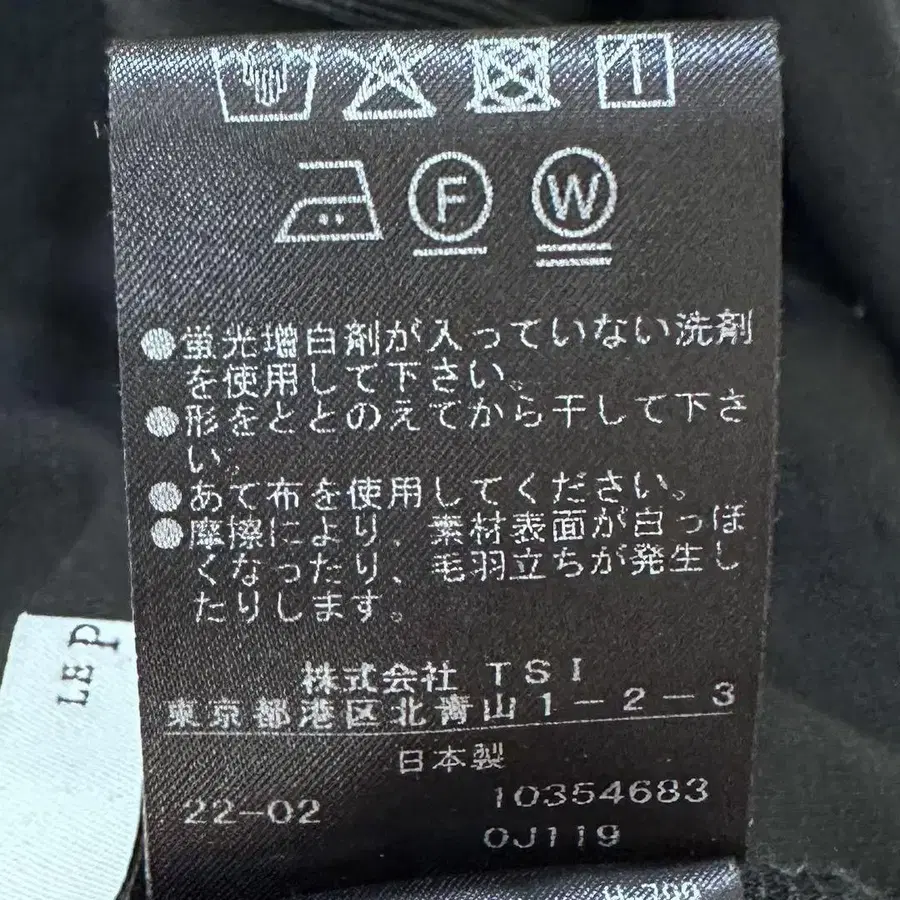 F W
●蛍光増白剤が入っていない洗剤
を使用して下さい。
●形をととのえてから干して下さ
い。
●あて布を使用してください。
●摩擦により、素材表面が白っぽ
くなったり、毛羽立ちが発生し
たりします。
株式会社 TSI
東京都港区北青山1-2-3
日本製
22-02 10354683
0J119
LE P